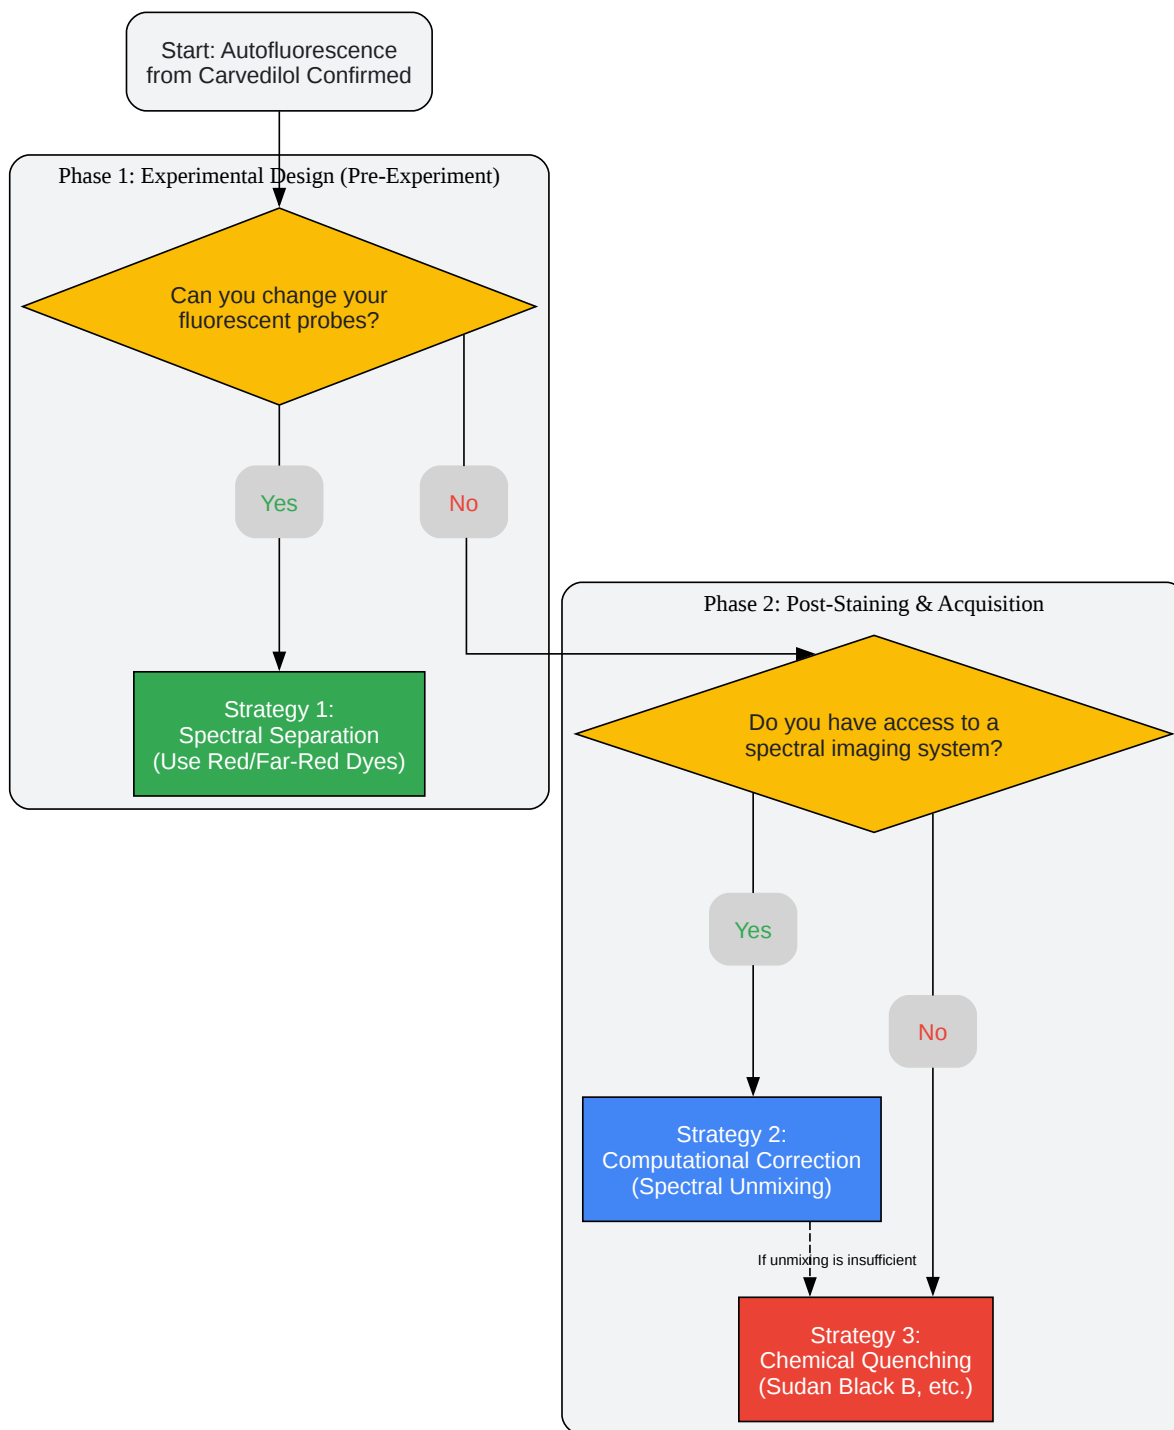 Start: Autofluorescence
from Carvedilol Confirmed
Phase 1: Experimental Design (Pre-Experiment)
Can you change your
fluorescent probes?
Yes
No
Strategy 1:
Spectral Separation
(Use Red/Far-Red Dyes)
Phase 2: Post-Staining & Acquisition
Do you have access to a
spectral imaging system?
Yes
No
Strategy 2:
Computational Correction
(Spectral Unmixing)
If unmixing is insufficient
Strategy 3:
Chemical Quenching
(Sudan Black B, etc.)